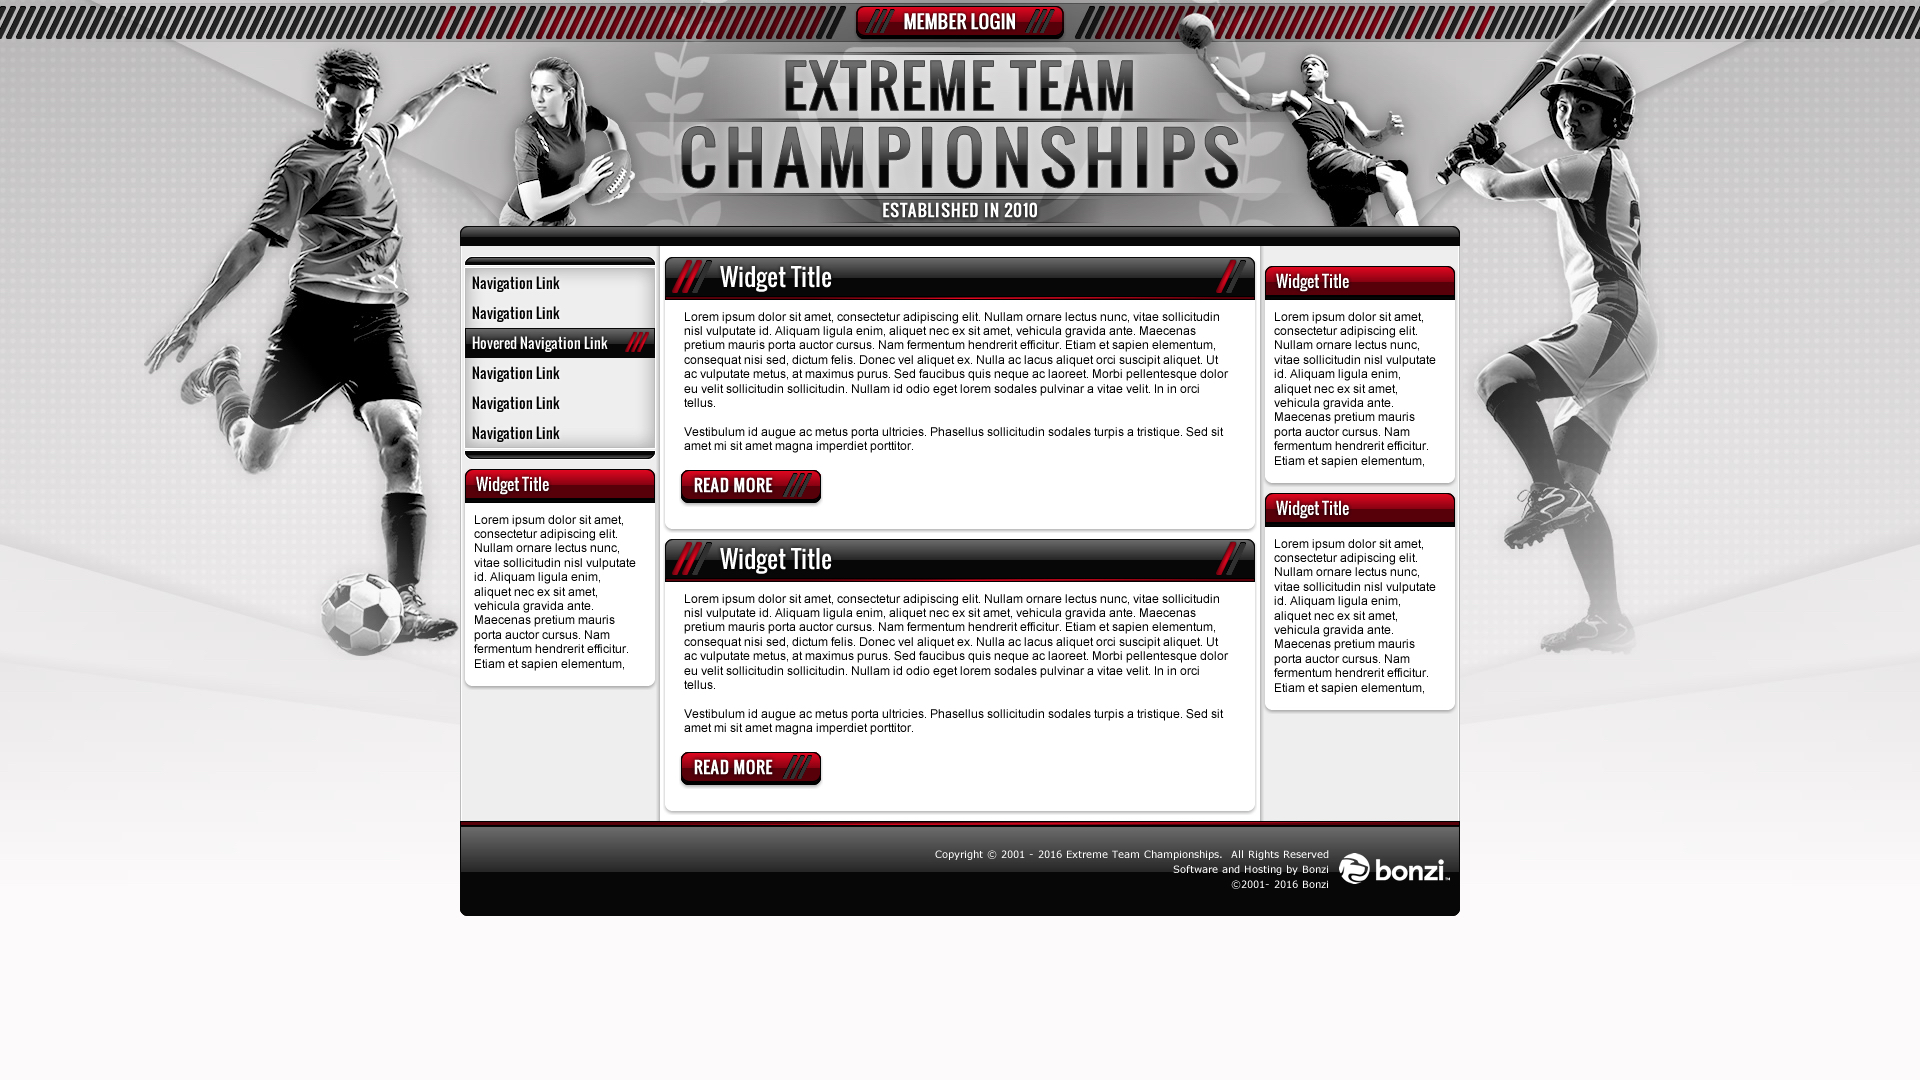 MEMBER LOGIN
EXTREME TEAM
CHAMPIONSHIPS
ESTABLISHED IN 2010
Navigation Link
Navigation Link
Hovered Navigation Link
Navigation Link
Navigation Link
Navigation Link
Widget Title
Lorem ipsum dolor sit amet,
consectetur adipiscing elit.
Nullam ornare lectus nunc,
vitae sollicitudin nisl vulputate
id. Aliquam ligula enim,
aliquet nec ex sit amet,
vehicula gravida ante.
Maecenas pretium mauris
porta auctor cursus. Nam
fermentum hendrerit efficitur.
Etiam et sapien elementum,
Widget Title
Lorem ipsum dolor sit amet, consectetur adipiscing elit. Nullam ornare lectus nunc, vitae sollicitudin
nisl vulputate id. Aliquam ligula enim, aliquet nec ex sit amet, vehicula gravida ante. Maecenas
pretium mauris porta auctor cursus. Nam fermentum hendrerit efficitur. Etiam et sapien elementum,
consequat nisi sed, dictum felis. Donec vel aliquet ex. Nulla ac lacus aliquet orci suscipit aliquet. Ut
ac vulputate metus, at maximus purus. Sed faucibus quis neque ac laoreet. Morbi pellentesque dolor
eu velit sollicitudin sollicitudin. Nullam id odio eget lorem sodales pulvinar a vitae velit. In in orci
tellus.
Vestibulum id augue ac metus porta ultricies. Phasellus sollicitudin sodales turpis a tristique. Sed sit
amet mi sit amet magna imperdiet porttitor.
READ MORE
Widget Title
Lorem ipsum dolor sit amet, consectetur adipiscing elit. Nullam ornare lectus nunc, vitae sollicitudin
nisl vulputate id. Aliquam ligula enim, aliquet nec ex sit amet, vehicula gravida ante. Maecenas
pretium mauris porta auctor cursus. Nam fermentum hendrerit efficitur. Etiam et sapien elementum,
consequat nisi sed, dictum felis. Donec vel aliquet ex. Nulla ac lacus aliquet orci suscipit aliquet. Ut
ac vulputate metus, at maximus purus. Sed faucibus quis neque ac laoreet. Morbi pellentesque dolor
eu velit sollicitudin sollicitudin. Nullam id odio eget lorem sodales pulvinar a vitae velit. In in orci
tellus.
Vestibulum id augue ac metus porta ultricies. Phasellus sollicitudin sodales turpis a tristique. Sed sit
amet mi sit amet magna imperdiet porttitor.
READ MORE
Widget Title
Lorem ipsum dolor sit amet,
consectetur adipiscing elit.
Nullam ornare lectus nunc,
vitae sollicitudin nisl vulputate
id. Aliquam ligula enim,
aliquet nec ex sit amet,
vehicula gravida ante.
Maecenas pretium mauris
porta auctor cursus. Nam
fermentum hendrerit efficitur.
Etiam et sapien elementum,
Widget Title
Lorem ipsum dolor sit amet,
consectetur adipiscing elit.
Nullam ornare lectus nunc,
vitae sollicitudin nisl vulputate
id. Aliquam ligula enim,
aliquet nec ex sit amet,
vehicula gravida ante.
Maecenas pretium mauris
porta auctor cursus. Nam
fermentum hendrerit efficitur.
Etiam et sapien elementum,
Copyright © 2001 - 2016 Extreme Team Championships. All Rights Reserved
Software and Hosting by Bonzi
©2001- 2016 Bonzi
bonzi™